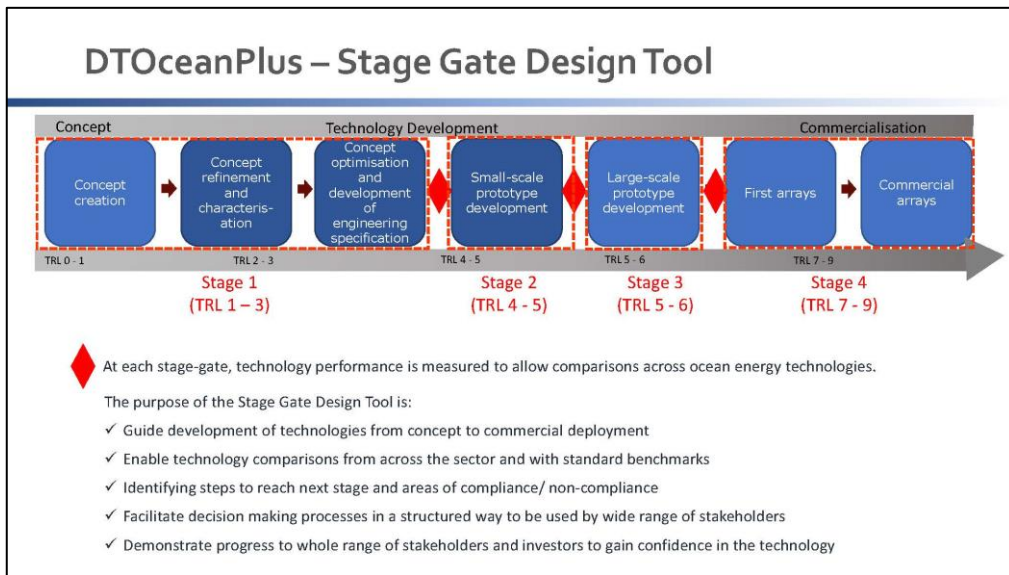 DTOceanPlus – Stage Gate Design Tool
Concept
Technology Development
Commercialisation
Concept
creation
Concept
refinement
and
characteris-
ation
Concept
optimisation
and
development
of
engineering
specification
Small-scale
prototype
development
Large-scale
prototype
development
First arrays
Commercial
arrays
TRL 0 - 1
TRL 2 - 3
TRL 4 - 5
TRL 5 - 6
TRL 7 - 9
Stage 1
(TRL 1 – 3)
Stage 2
(TRL 4 - 5)
Stage 3
(TRL 5 - 6)
Stage 4
(TRL 7 - 9)
At each stage-gate, technology performance is measured to allow comparisons across ocean energy technologies.
The purpose of the Stage Gate Design Tool is:
✓ Guide development of technologies from concept to commercial deployment
✓ Enable technology comparisons from across the sector and with standard benchmarks
✓ Identifying steps to reach next stage and areas of compliance/ non-compliance
✓ Facilitate decision making processes in a structured way to be used by wide range of stakeholders
✓ Demonstrate progress to whole range of stakeholders and investors to gain confidence in the technology